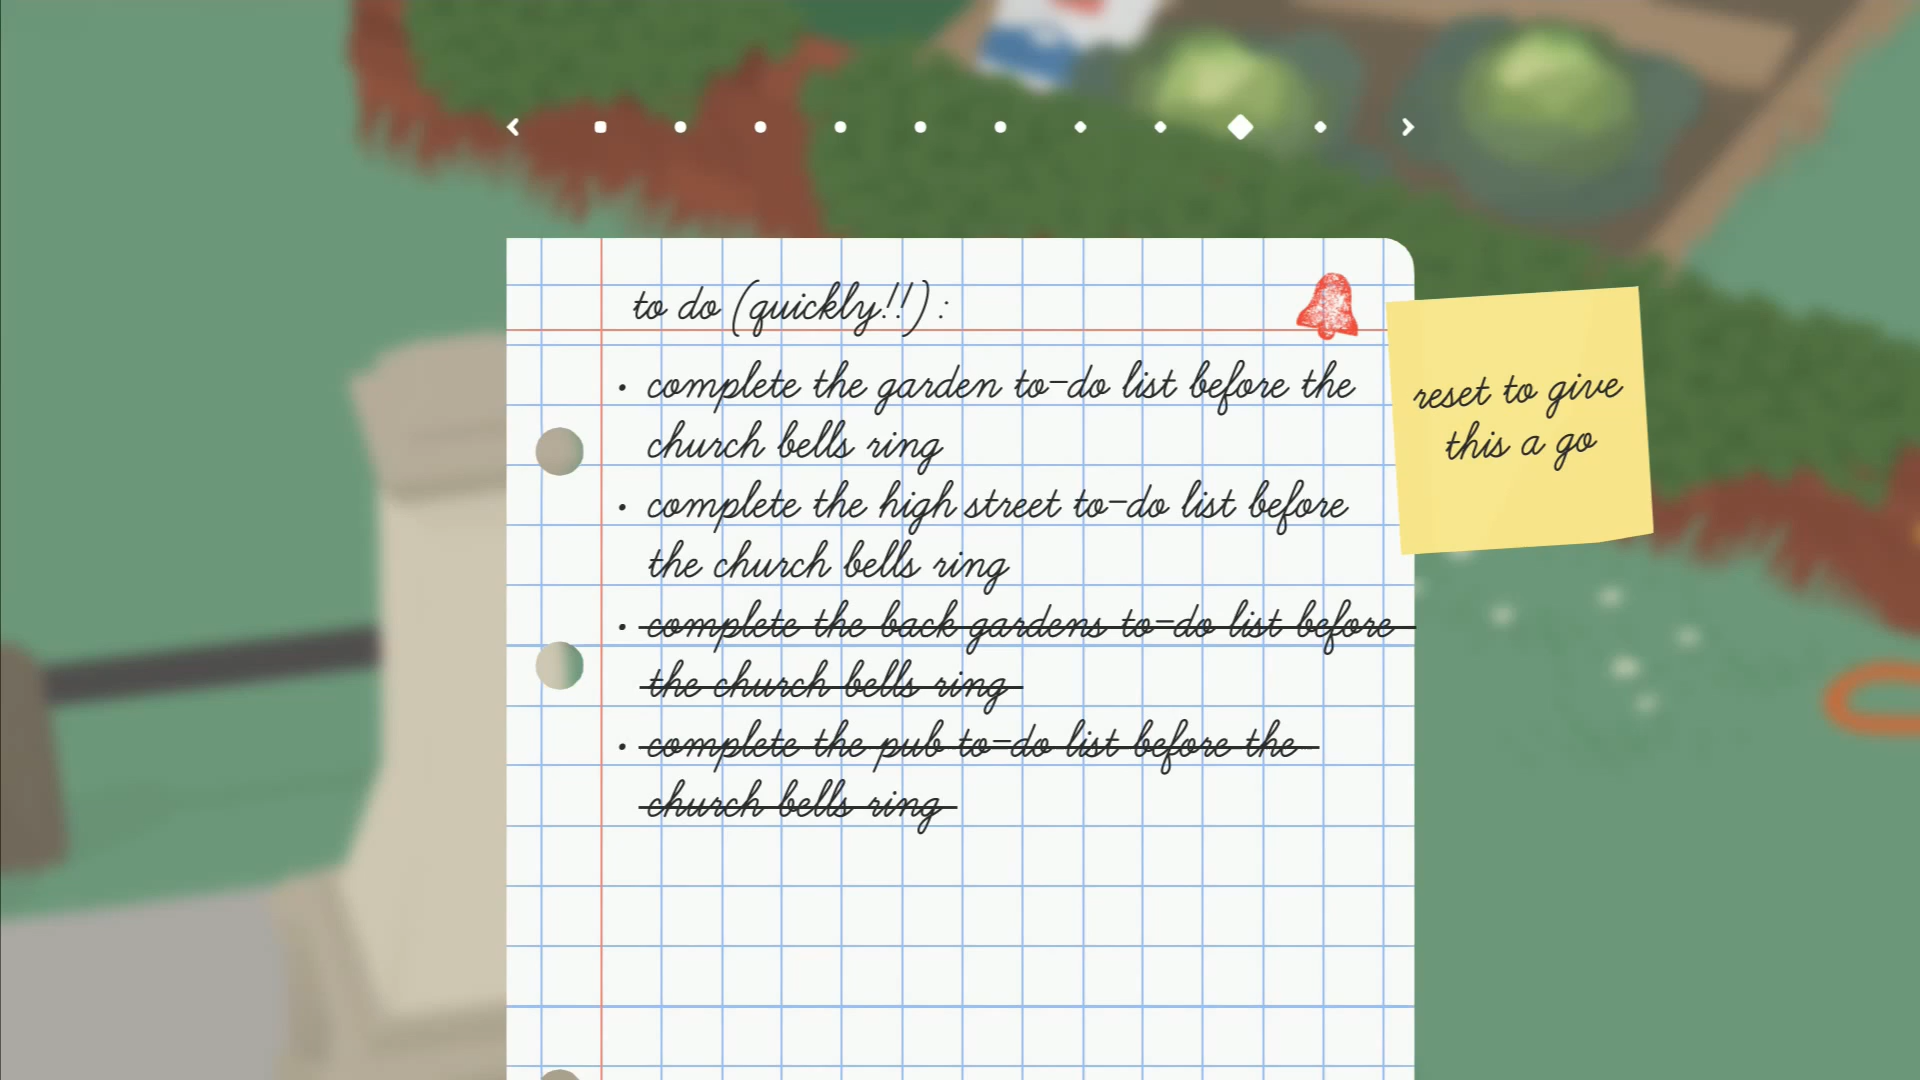 to do (quickly!!) :
• complete the garden to-do list before the
church bells ring
• complete the high street to-do list before
the church bells ring
• complete the back gardens to-do list before
the church bells ring
• complete the pub to-do list before the
church bells ring
reset to give
this a go